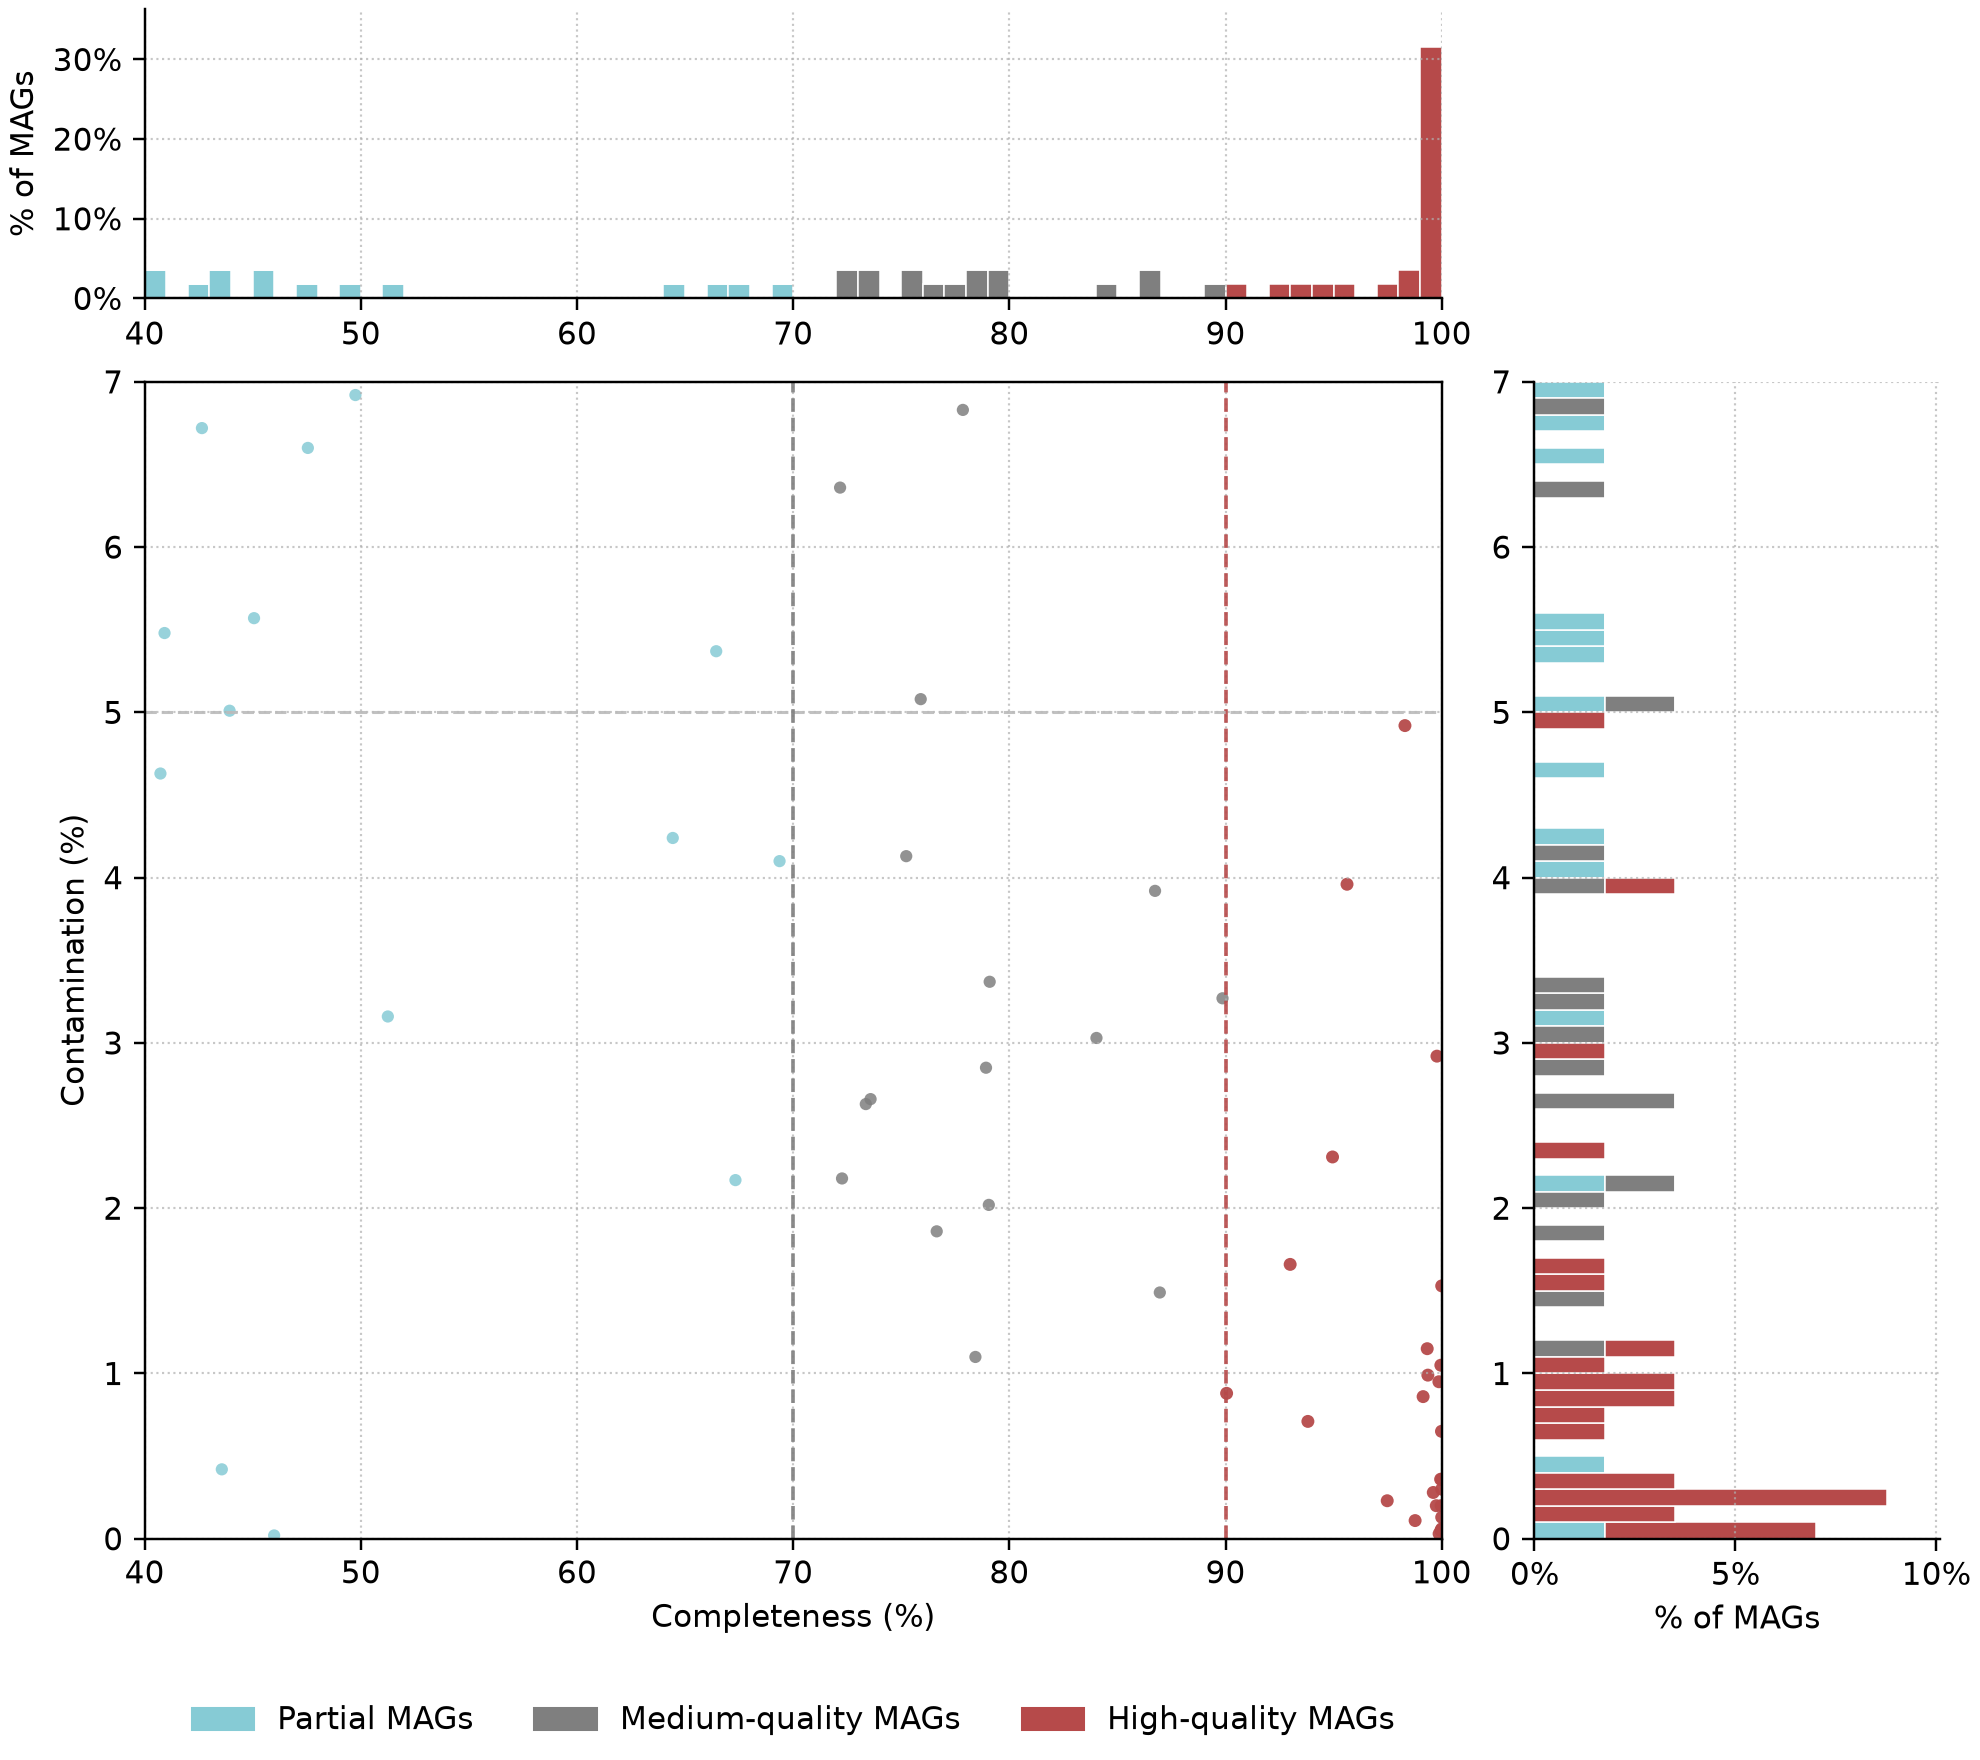 % of MAGs
30%
20%
10%
0%
40 50 60 70 80 90 100
Contamination (%)
7
6
5
4
3
2
1
0
40 50 60 70 80 90 100
Completeness (%)
7
6
5
4
3
2
1
0
0% 5% 10%
% of MAGs
Partial MAGs Medium-quality MAGs High-quality MAGs